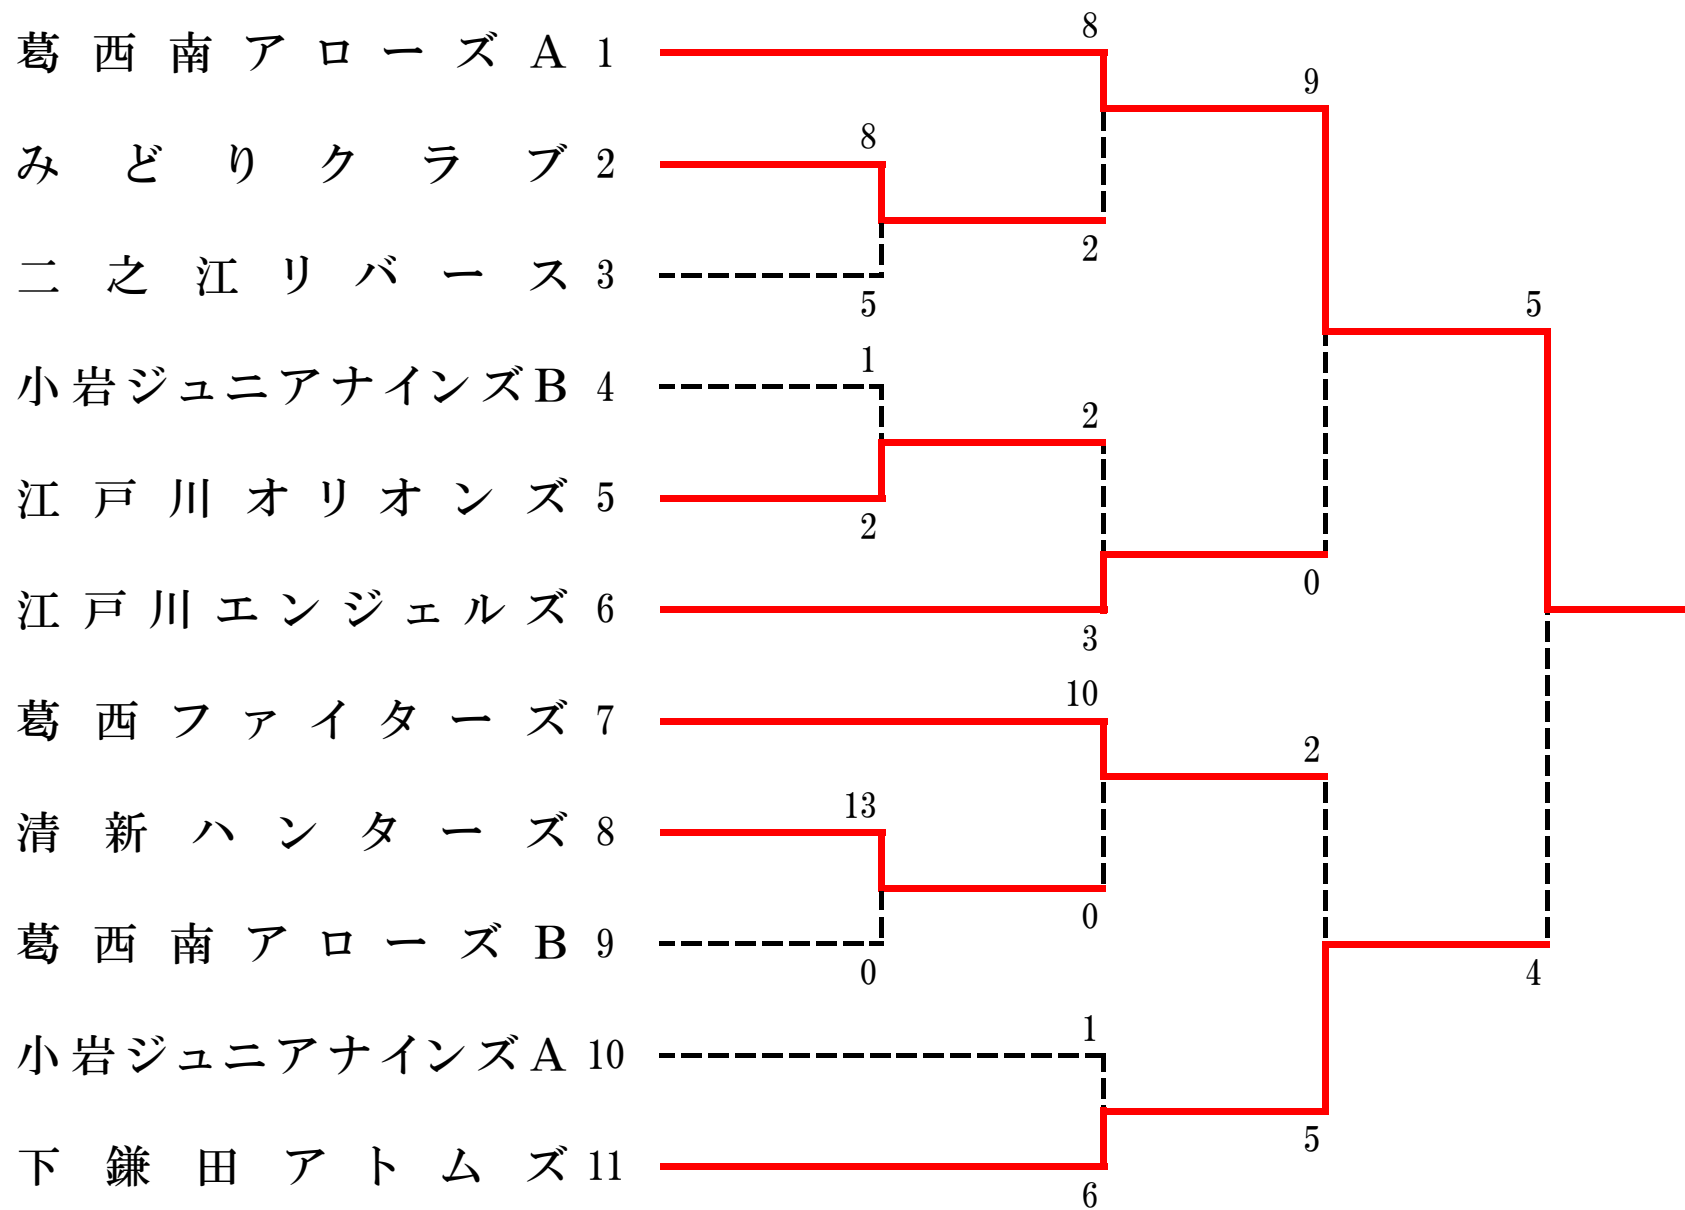 8
葛西南アローズA 1
9
8
みどりクラブ 2
2
二之江リバース 3
5
5
1
小岩ジュニアナインズB 4
2
江戸川オリオンズ 5
2
0
江戸川エンジェルズ 6
3
10
葛西ファイターズ 7
2
13
清新ハンターズ 8
0
葛西南アローズB 9
0
4
1
小岩ジュニアナインズA 10
5
下鎌田アトムズ 11
6